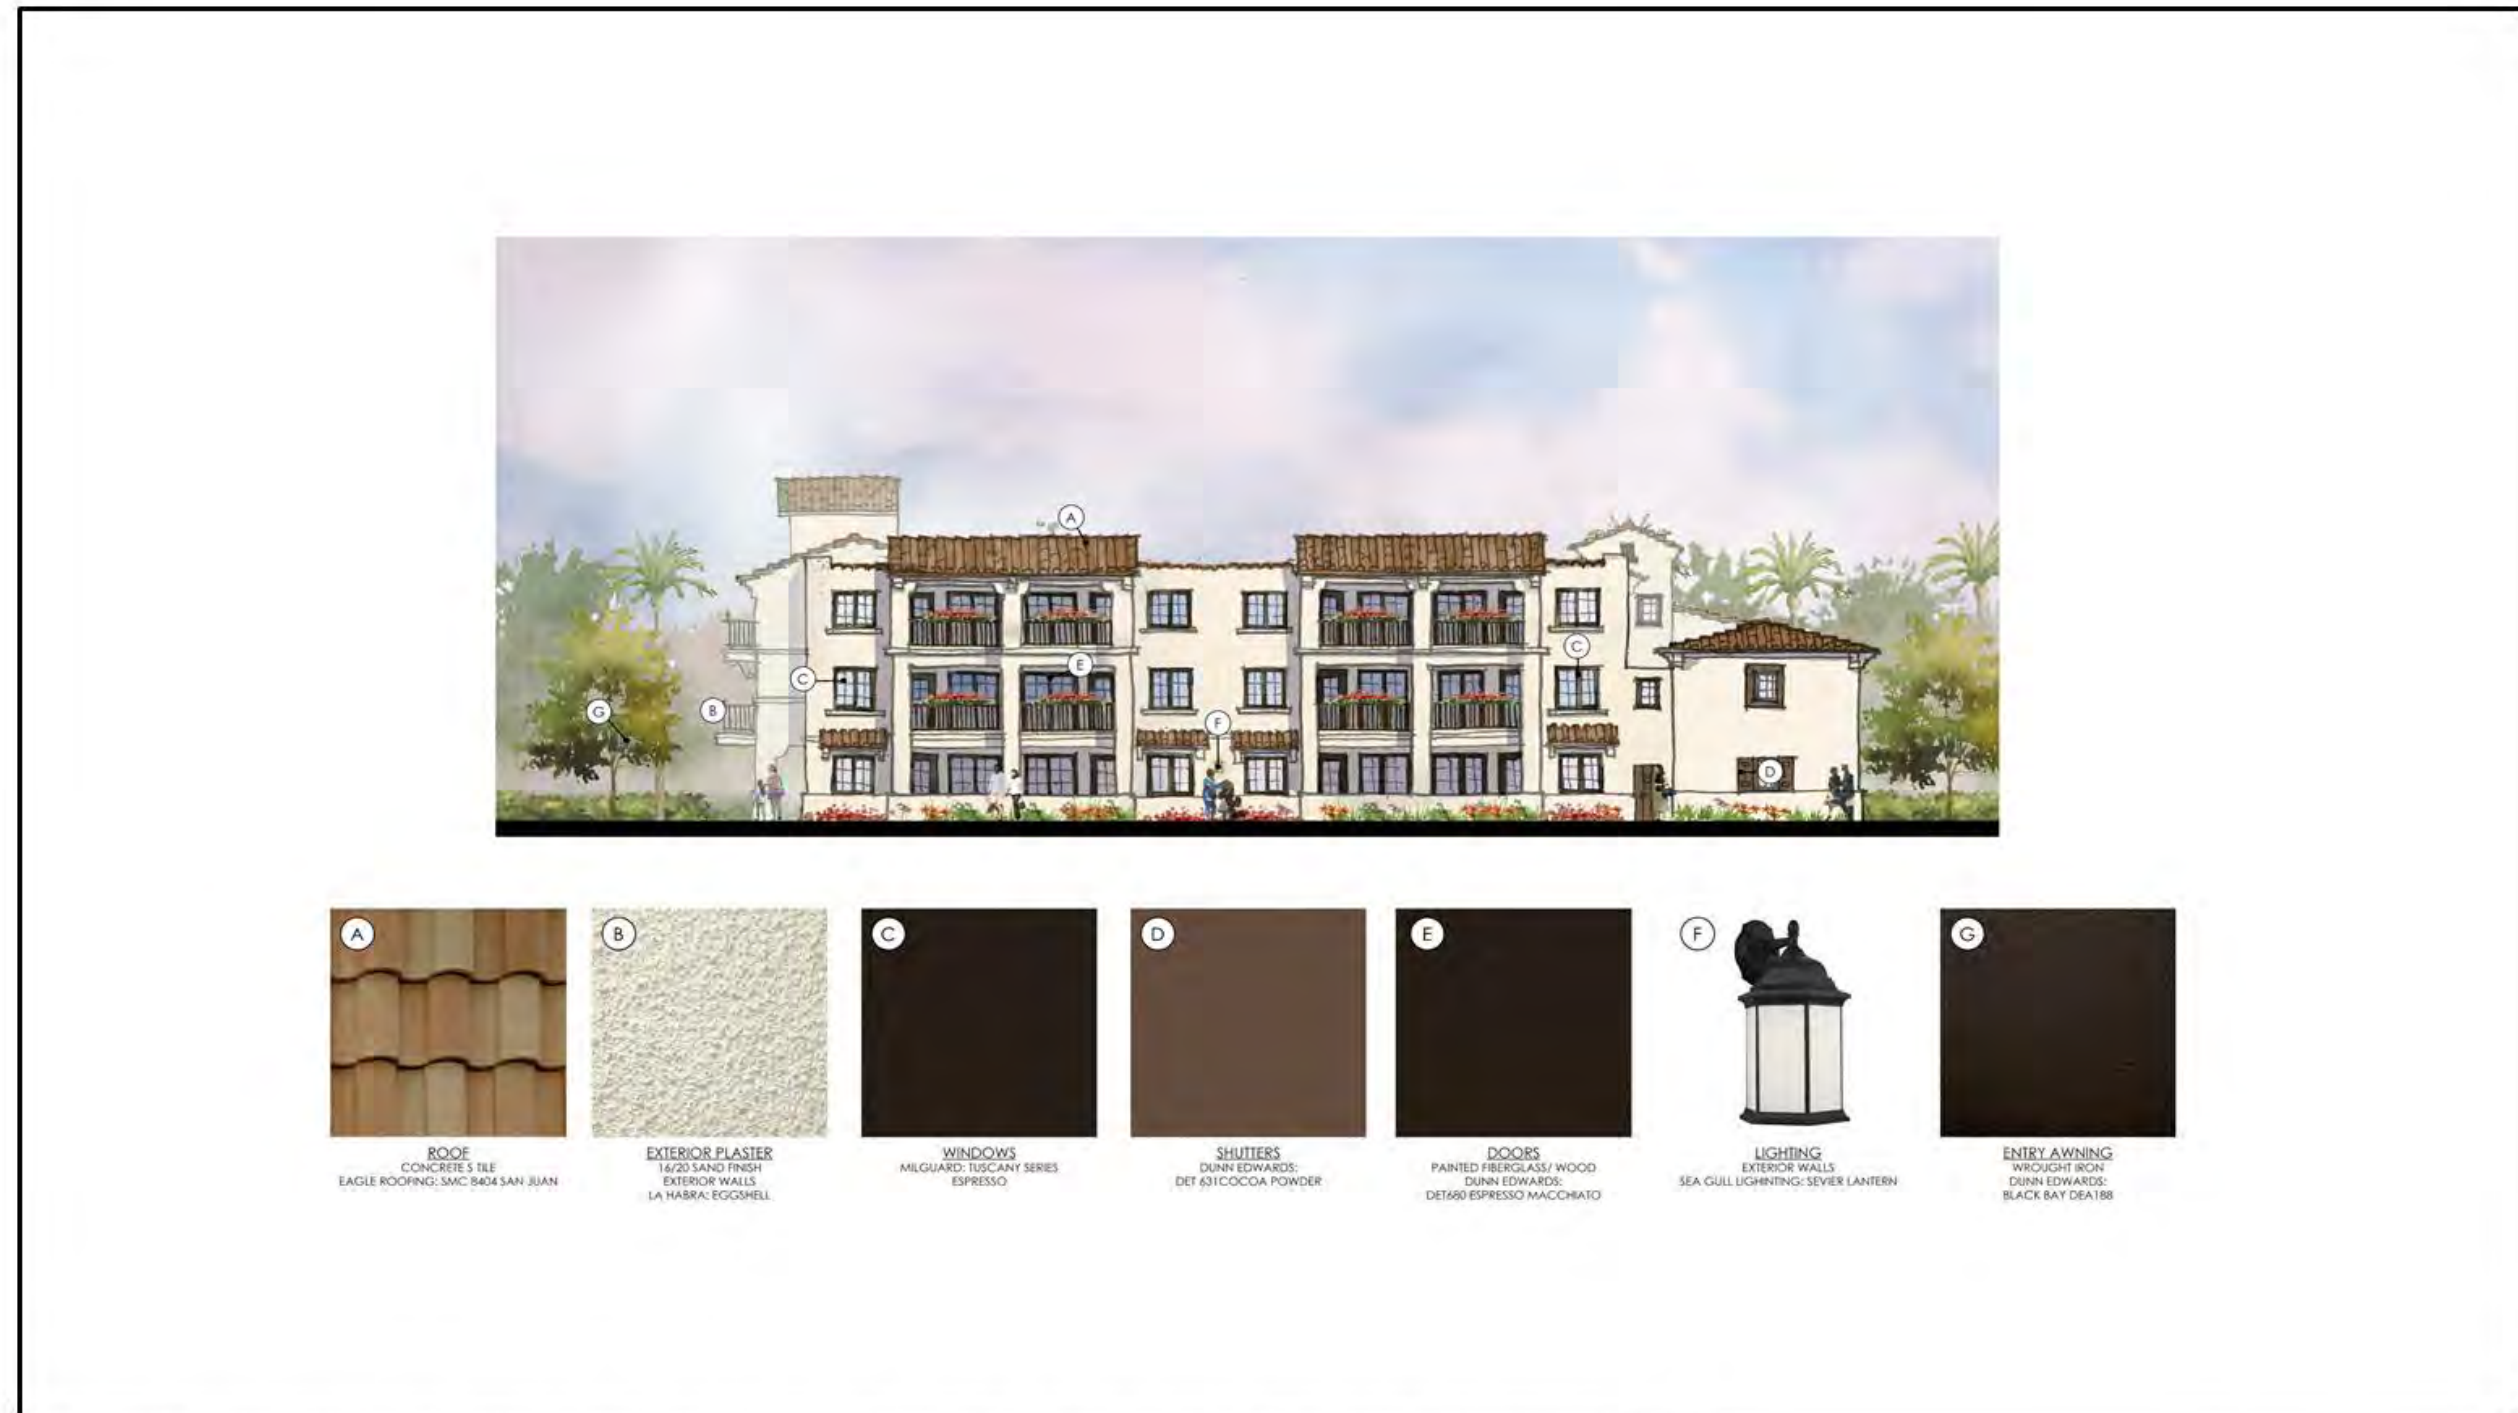 A
E
C
C
G
B
F
D
A
B
C
D
E
F
G
ROOF
CONCRETE S TILE
EAGLE ROOFING: SMC 8404 SAN JUAN
EXTERIOR PLASTER
16/20 SAND FINISH
EXTERIOR WALLS
LA HABRA: EGGSHELL
WINDOWS
MILGUARD: TUSCANY SERIES
ESPRESSO
SHUTTERS
DUNN EDWARDS:
DET 631COCOA POWDER
DOORS
PAINTED FIBERGLASS/ WOOD
DUNN EDWARDS:
DET680 ESPRESSO MACCHIATO
LIGHTING
EXTERIOR WALLS
SEA GULL LIGHINTING: SEVIER LANTERN
ENTRY AWNING
WROUGHT IRON
DUNN EDWARDS:
BLACK BAY DEA188